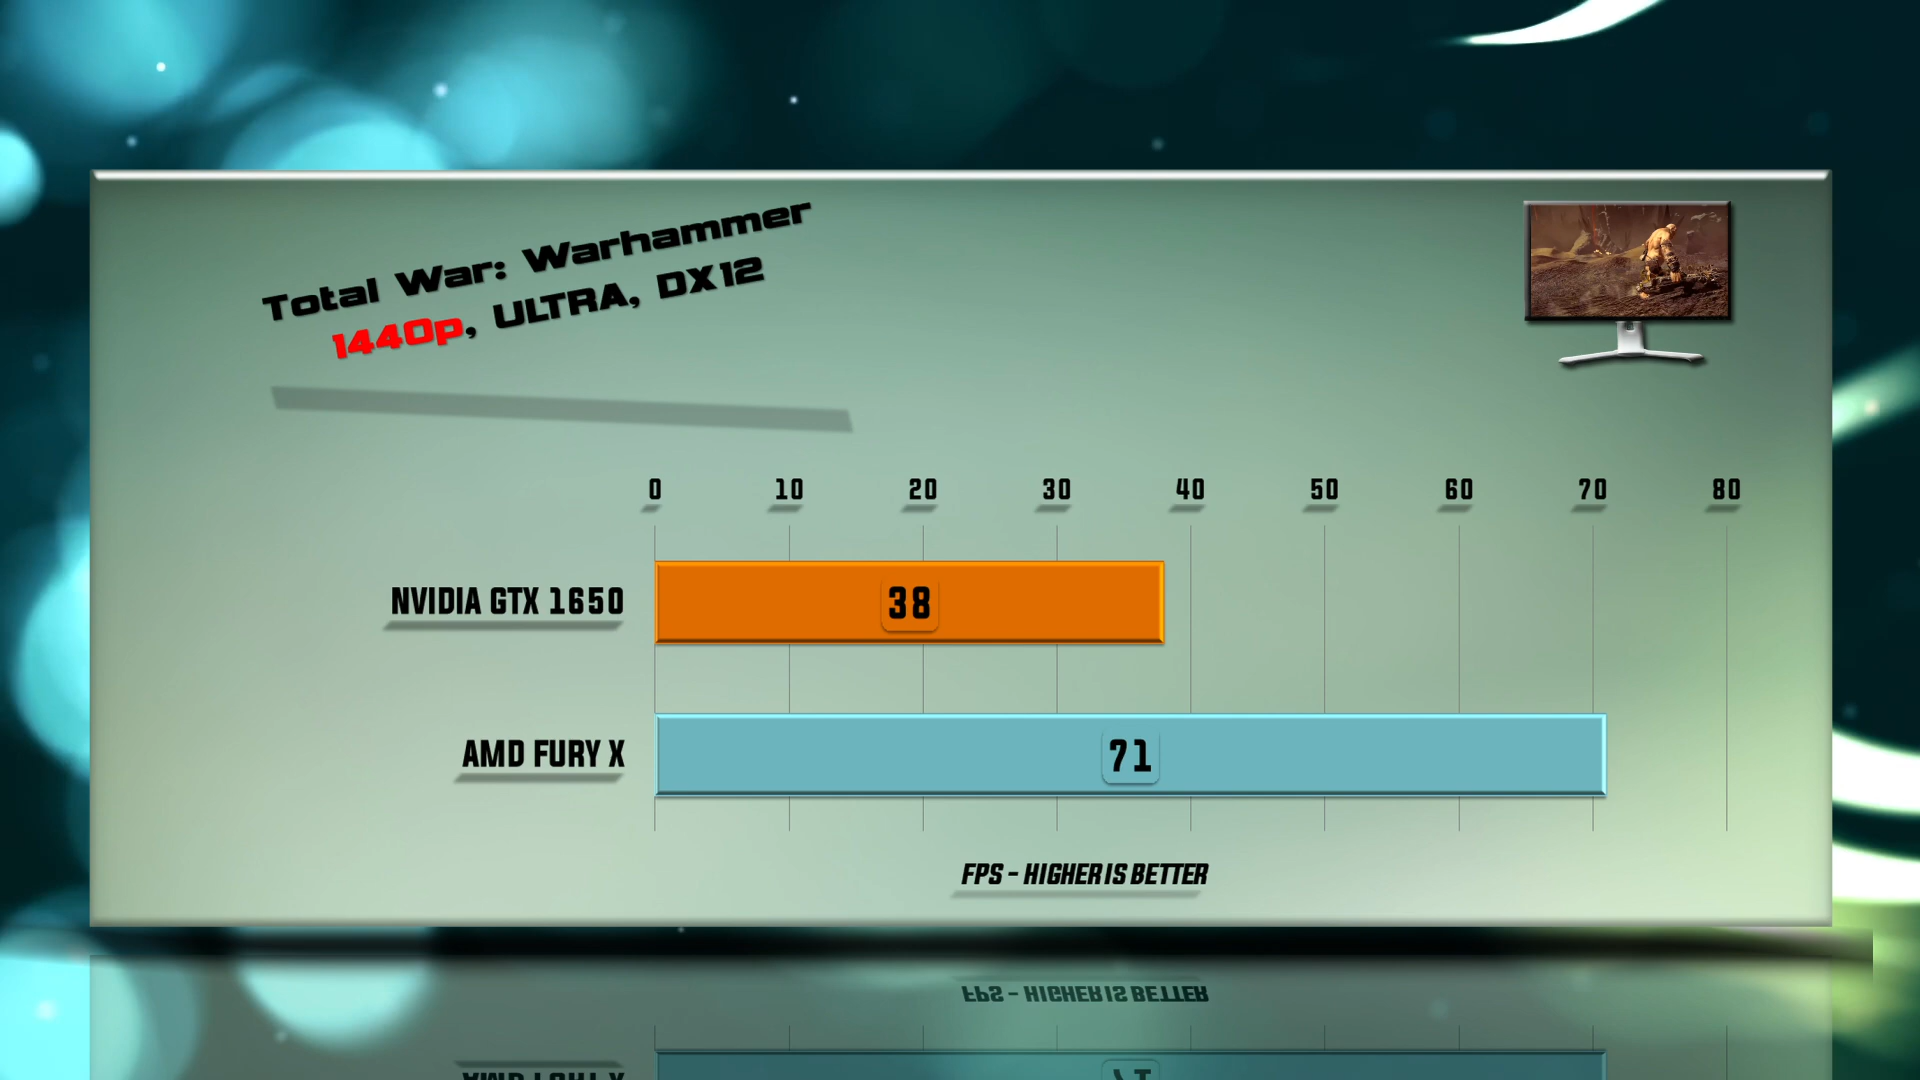 Total War: Warhammer
1440p, ULTRA, DX12
0 10 20 30 40 50 60 70 80
NVIDIA GTX 1650 38
AMD FURY X 71
FPS - HIGHER IS BETTER